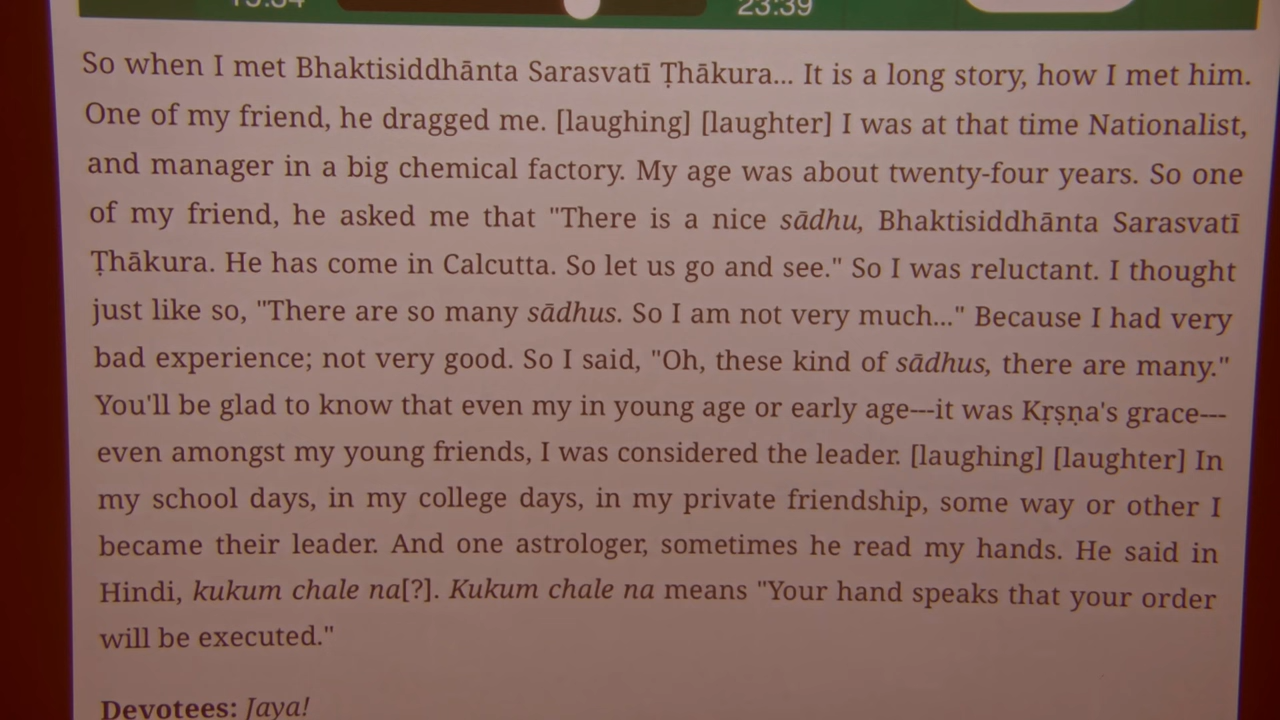 23:39
So when I met Bhaktisiddhānta Sarasvatī Ṭhākura... It is a long story, how I met him.
One of my friend, he dragged me. [laughing] [laughter] I was at that time Nationalist,
and manager in a big chemical factory. My age was about twenty-four years. So one
of my friend, he asked me that "There is a nice sādhu, Bhaktisiddhānta Sarasvatī
Ṭhākura. He has come in Calcutta. So let us go and see." So I was reluctant. I thought
just like so, "There are so many sādhus. So I am not very much..." Because I had very
bad experience; not very good. So I said, "Oh, these kind of sādhus, there are many."
You'll be glad to know that even my in young age or early age---it was Kṛṣṇa's grace---
even amongst my young friends, I was considered the leader. [laughing] [laughter] In
my school days, in my college days, in my private friendship, some way or other I
became their leader. And one astrologer, sometimes he read my hands. He said in
Hindi, kukum chale na[?]. Kukum chale na means "Your hand speaks that your order
will be executed."
Devotees: Jaya!